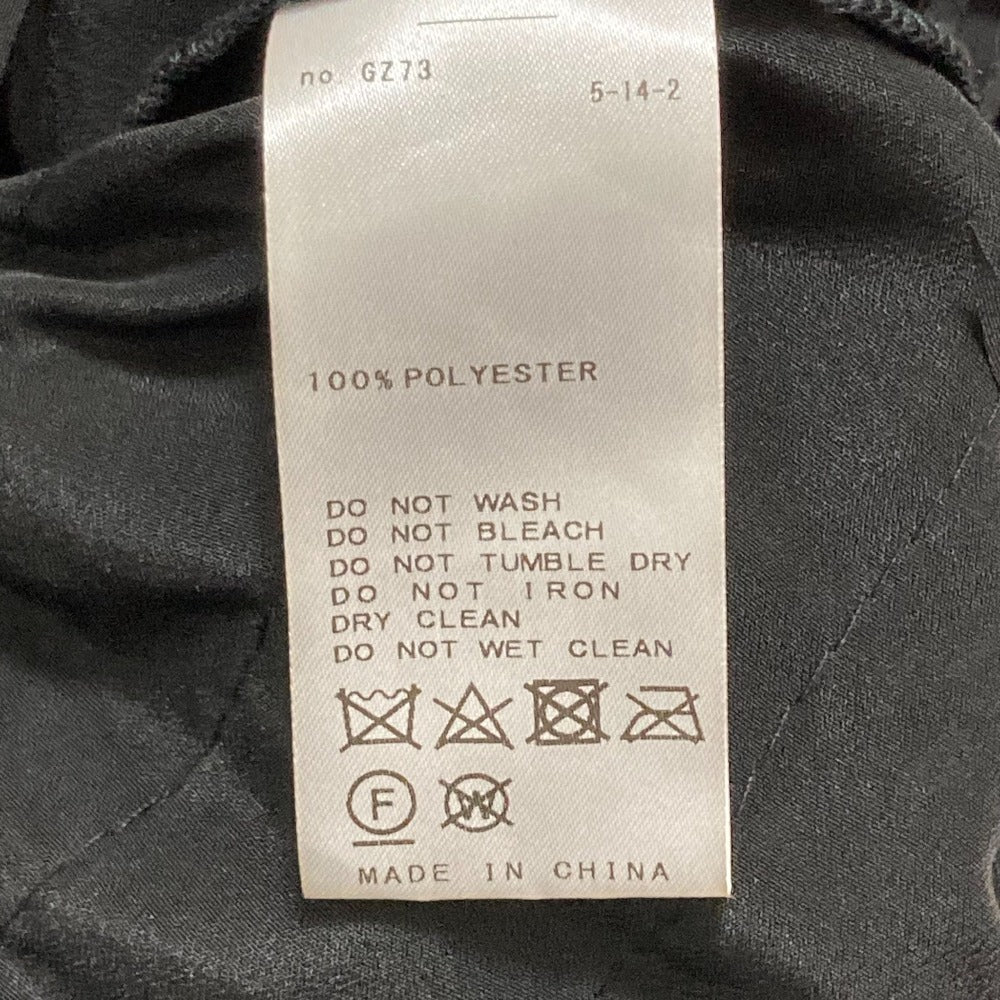 no. GZ73
5-14-2
100% POLYESTER
DO NOT WASH
DO NOT BLEACH
DO NOT TUMBLE DRY
DO NOT IRON
DRY CLEAN
DO NOT WET CLEAN
F W
MADE IN CHINA